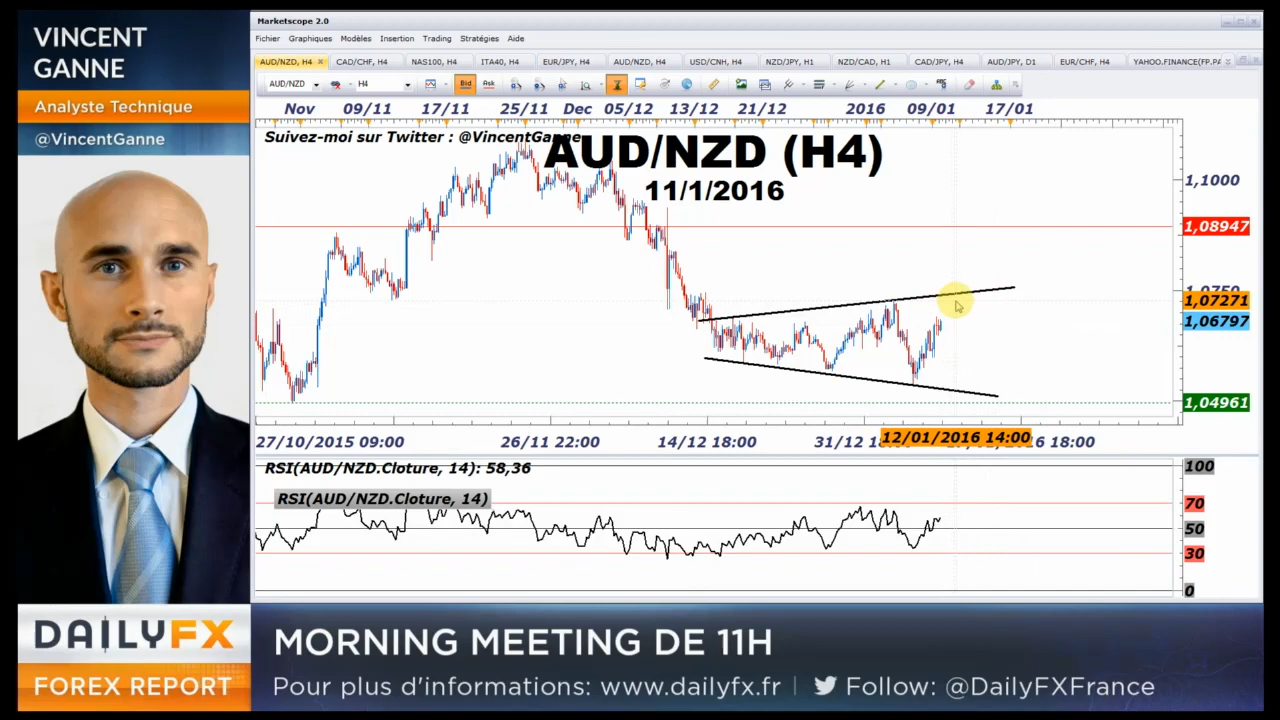 VINCENT
GANNE
Analyste Technique
@VincentGanne
Marketscope 2.0
Fichier Graphiques Modèles Insertion Trading Stratégies Aide
AUD/NZD, H4 CAD/CHF, H4 NAS100, H4 ITA40, H4 EUR/JPY, H4 AUD/NZD, H4 USD/CNH, H4 NZD/JPY, H1 NZD/CAD, H1 CAD/JPY, H4 AUD/JPY, D1 EUR/CHF, H4 YAHOO.FINANCE(FP.PA
AUD/NZD H4 Bid Ask
Nov 09/11 17/11 25/11 Dec 05/12 13/12 21/12 2016 09/01 17/01
Suivez-moi sur Twitter : @VincentGanne
AUD/NZD (H4)
11/1/2016
1,1000
1,08947
1,0750
1,07271
1,06797
1,04961
27/10/2015 09:00 26/11 22:00 14/12 18:00 31/12 12/01/2016 14:00 18:00
RSI(AUD/NZD.Cloture, 14): 58,36
RSI(AUD/NZD.Cloture, 14)
100
70
50
30
0
DAILYFX
FOREX REPORT
MORNING MEETING DE 11H
Pour plus d'informations: www.dailyfx.fr | Follow: @DailyFXFrance